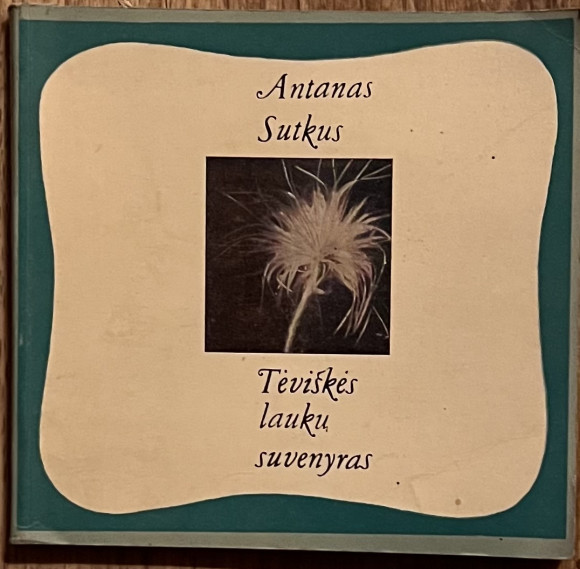 Antanas
Sutkus
Tėviškės
laukų
suvenyras